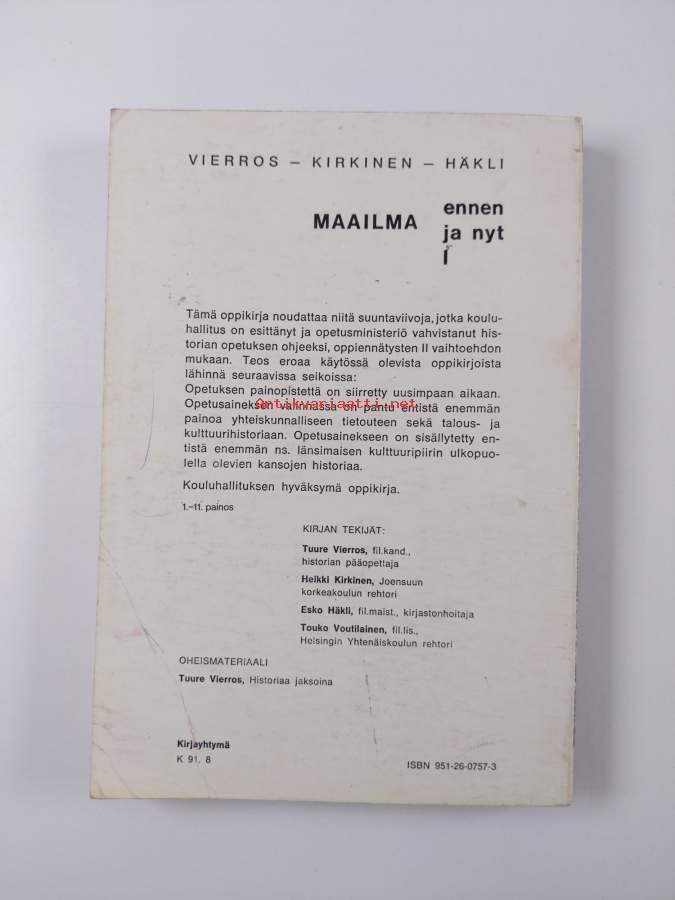 VIERROS – KIRKINEN – HÄKLI
MAAILMA ennen
ja nyt
I
Tämä oppikirja noudattaa niitä suuntaviivoja, jotka koulu-
hallitus on esittänyt ja opetusministeriö vahvistanut his-
torian opetuksen ohjeeksi, oppiennätysten II vaihtoehdon
mukaan. Teos eroaa käytössä olevista oppikirjoista
lähinnä seuraavissa seikoissa:
Opetuksen painopistettä on siirretty uusimpaan aikaan.
Antikvariaatti.net
Opetusaineksen valinnassa on pantu entistä enemmän
painoa yhteiskunnalliseen tietouteen sekä talous- ja
kulttuurihistoriaan. Opetusainekseen on sisällytetty en-
tistä enemmän ns. länsimaisen kulttuuripiirin ulkopuo-
lella olevien kansojen historiaa.
Kouluhallituksen hyväksymä oppikirja.
1.–11. painos
KIRJAN TEKIJÄT:
Tuure Vierros, fil.kand.,
historian pääopettaja
Heikki Kirkinen, Joensuun
korkeakoulun rehtori
Esko Häkli, fil.maist., kirjastonhoitaja
Touko Voutilainen, fil.lis.,
Helsingin Yhtenäiskoulun rehtori
OHEISMATERIAALI
Tuure Vierros, Historiaa jaksoina
Kirjayhtymä
K 91. 8
ISBN 951-26-0757-3